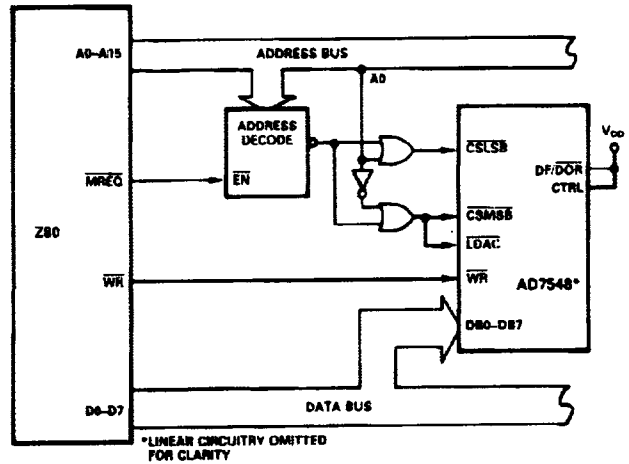 A0–A15
ADDRESS BUS
A0
ADDRESS
DECODE
VDD
CSLSB
DF/DOR
CTRL
MREQ
EN
Z80
CSMSB
LDAC
WR
WR
AD7548*
DB0–DB7
D0–D7
DATA BUS
*LINEAR CIRCUITRY OMITTED
FOR CLARITY